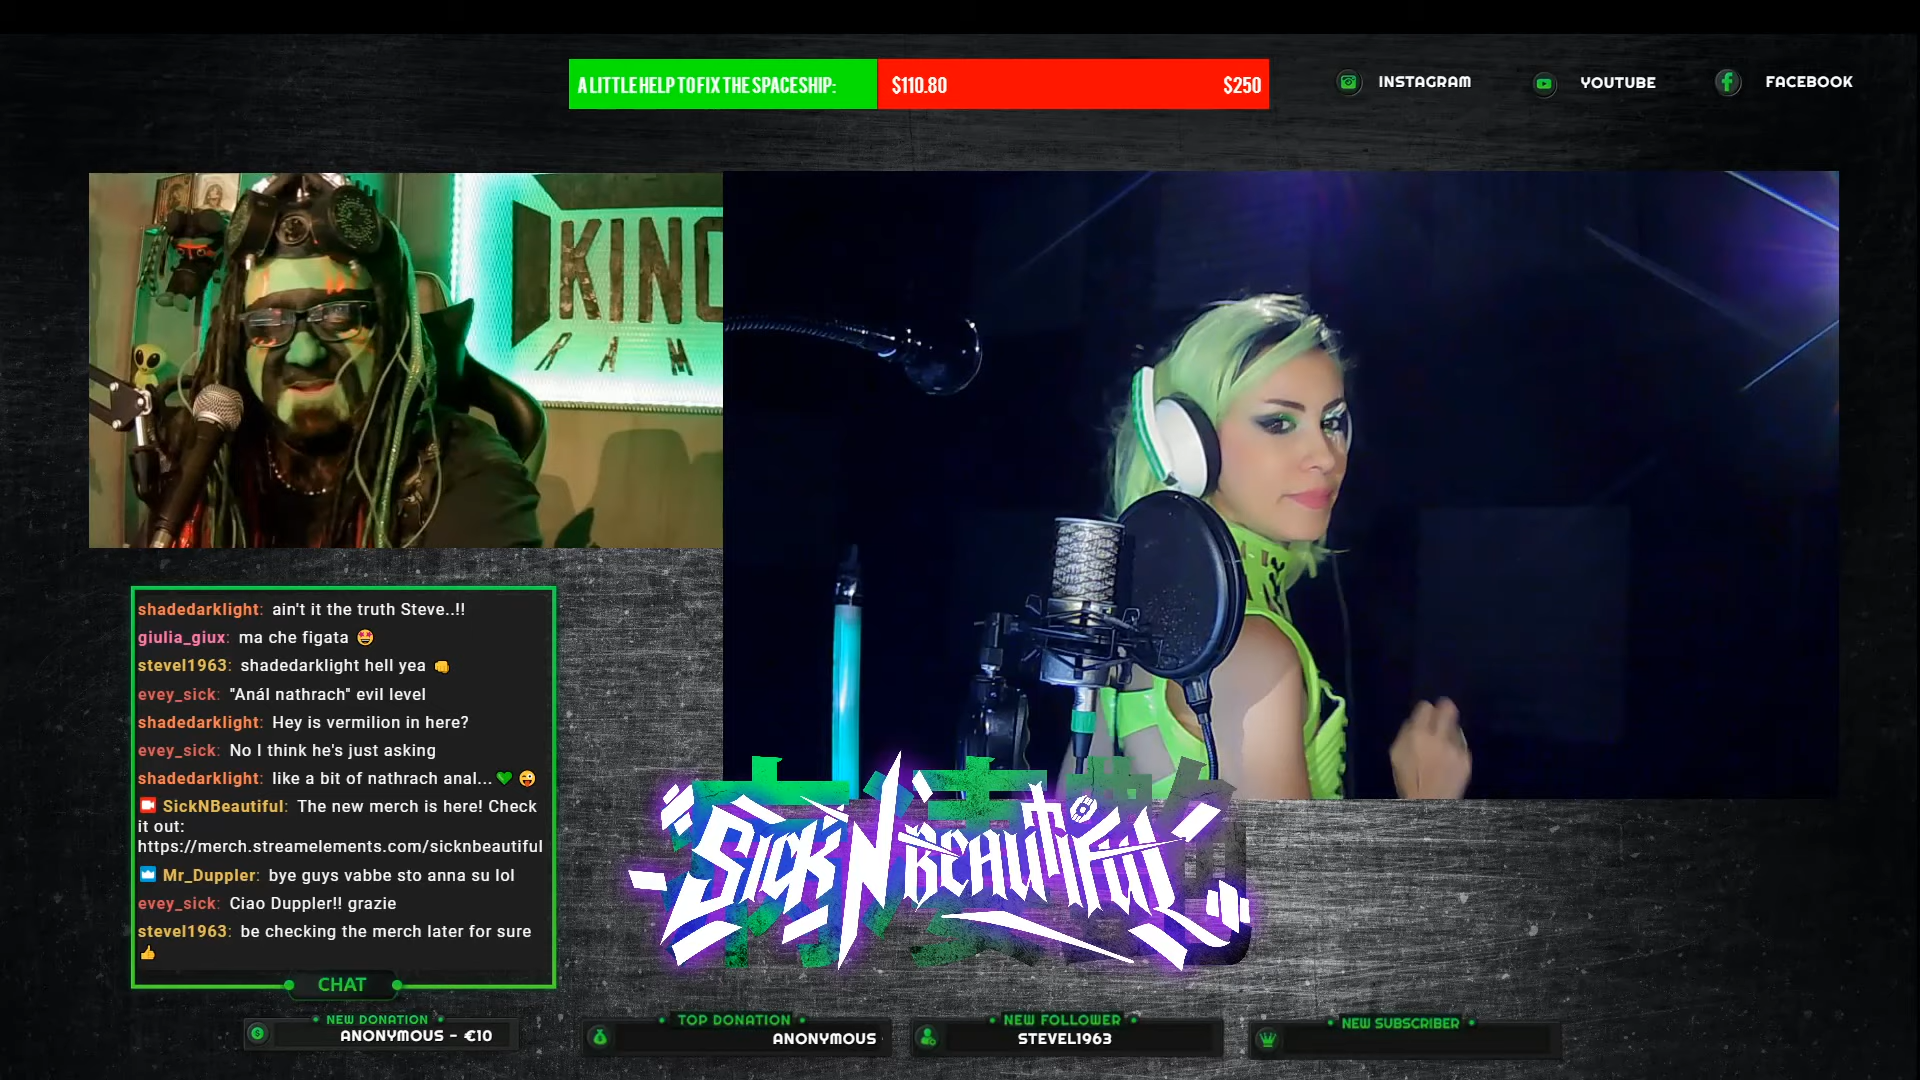 A LITTLE HELP TO FIX THE SPACESHIP:
$110.80
$250
INSTAGRAM
YOUTUBE
FACEBOOK
KING
RAM
shadedarklight: ain't it the truth Steve..!!
giulia_giux: ma che figata 🤩
stevel1963: shadedarklight hell yea 👊
evey_sick: "Anál nathrach" evil level
shadedarklight: Hey is vermilion in here?
evey_sick: No I think he's just asking
shadedarklight: like a bit of nathrach anal...💚 😜
SickNBeautiful: The new merch is here! Check
it out:
https://merch.streamelements.com/sicknbeautiful
Mr_Duppler: bye guys vabbe sto anna su lol
evey_sick: Ciao Duppler!! grazie
stevel1963: be checking the merch later for sure
👍
CHAT
SICK N BEAUTIFUL
NEW DONATION
ANONYMOUS - €10
TOP DONATION
ANONYMOUS
NEW FOLLOWER
STEVEL1963
NEW SUBSCRIBER